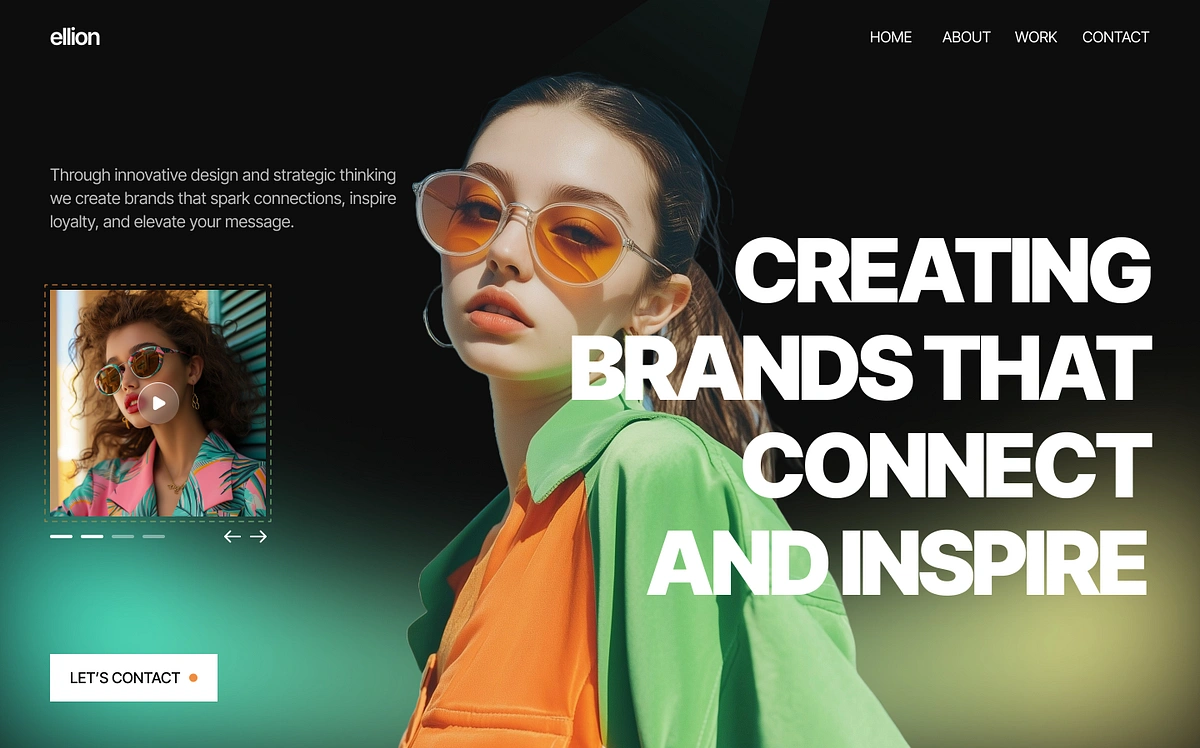 ellion
HOME ABOUT WORK CONTACT
Through innovative design and strategic thinking
we create brands that spark connections, inspire
loyalty, and elevate your message.
CREATING
BRANDS THAT
CONNECT
AND INSPIRE
LET'S CONTACT